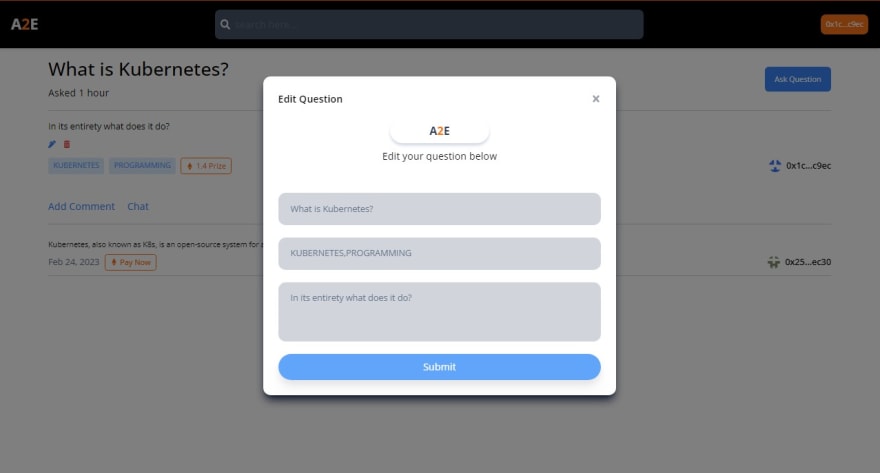 A2E
search here...
0x1c...c9ec
What is Kubernetes?
Asked 1 hour
Ask Question
In its entirety what does it do?
KUBERNETES PROGRAMMING 1.4 Prize
0x1c...c9ec
Add Comment Chat
Kubernetes, also known as K8s, is an open-source system for
Feb 24, 2023 Pay Now
0x25...ec30
Edit Question ×
A2E
Edit your question below
What is Kubernetes?
KUBERNETES,PROGRAMMING
In its entirety what does it do?
Submit